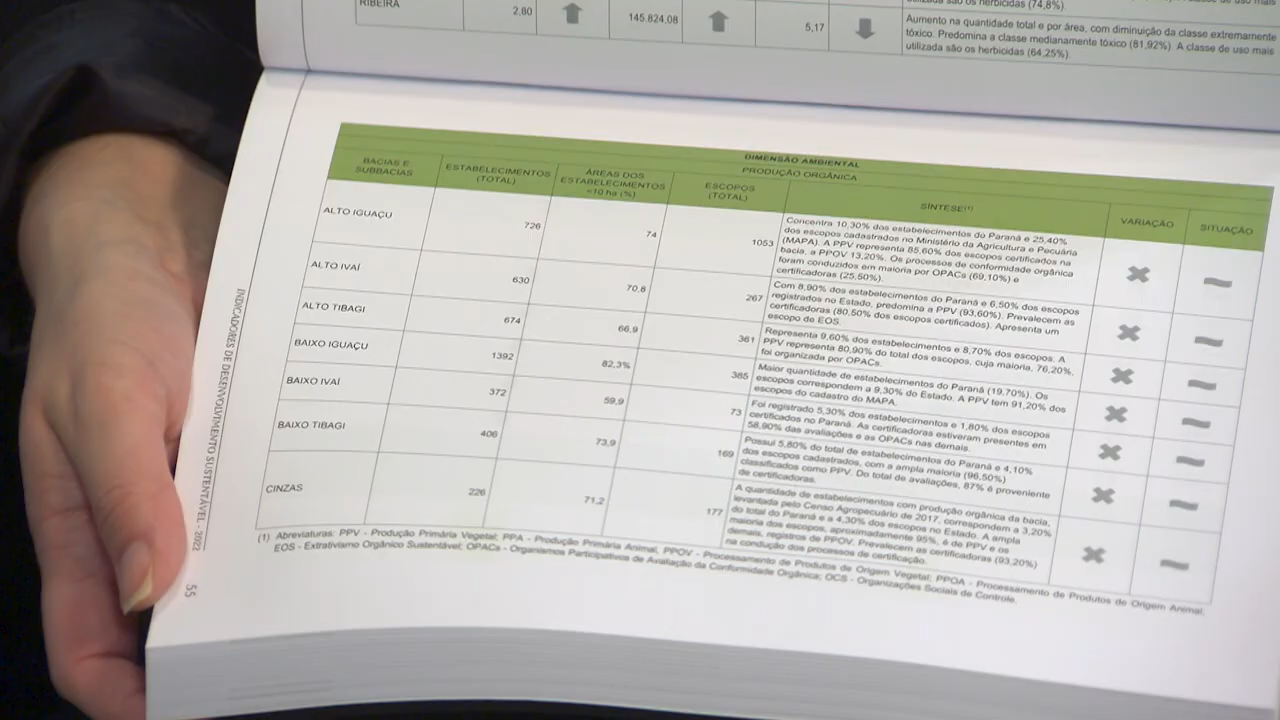 RIBEIRA 2,80 145.824,08 5,17
utilizada são os herbicidas (74,8%).
Aumento na quantidade total e por área, com diminuição da classe extremamente
tóxico. Predomina a classe medianamente tóxico (81,92%). A classe de uso mais
utilizada são os herbicidas (64,25%).
DIMENSÃO AMBIENTAL
PRODUÇÃO ORGÂNICA
BACIAS E
SUBBACIAS
ESTABELECIMENTOS
(TOTAL)
ÁREAS DOS
ESTABELECIMENTOS
<10 ha (%)
ESCOPOS
(TOTAL)
SÍNTESE(1)
VARIAÇÃO
SITUAÇÃO
ALTO IGUAÇU 726 74 1053
Concentra 10,30% dos estabelecimentos do Paraná e 25,40%
dos escopos cadastrados no Ministério da Agricultura e Pecuária
(MAPA). A PPV representa 85,60% dos escopos certificados na
bacia, a PPOV 13,20%. Os processos de conformidade orgânica
foram conduzidos em maioria por OPACs (69,10%) e
certificadoras (25,50%).
ALTO IVAÍ 630 70,8 267
Com 8,90% dos estabelecimentos do Paraná e 6,50% dos escopos
registrados no Estado, predomina a PPV (93,60%). Prevalecem as
certificadoras (80,50% dos escopos certificados). Apresenta um
escopo de EOS.
ALTO TIBAGI 674 66,9 361
Representa 9,60% dos estabelecimentos e 8,70% dos escopos. A
PPV representa 80,90% do total dos escopos, cuja maioria, 76,20%,
foi organizada por OPACs.
BAIXO IGUAÇU 1392 82,3% 385
Maior quantidade de estabelecimentos do Paraná (19,70%). Os
escopos correspondem a 9,30% do Estado. A PPV tem 91,20% dos
escopos do cadastro do MAPA.
BAIXO IVAÍ 372 59,9 73
Foi registrado 5,30% dos estabelecimentos e 1,80% dos escopos
certificados no Paraná. As certificadoras estiveram presentes em
58,90% das avaliações e as OPACs nas demais.
BAIXO TIBAGI 406 73,9 169
Possui 5,80% do total de estabelecimentos do Paraná e 4,10%
dos escopos cadastrados, com a ampla maioria (96,50%)
classificados como PPV. Do total de avaliações, 87% é proveniente
de certificadoras.
CINZAS 226 71,2 177
A quantidade de estabelecimentos com produção orgânica da bacia,
levantada pelo Censo Agropecuário de 2017, correspondem a 3,20%
do total do Paraná e a 4,30% dos escopos no Estado. A ampla
maioria dos escopos, aproximadamente 95%, é de PPV e os
demais, registros de PPOV. Prevalecem as certificadoras (93,20%)
na condução dos processos de certificação.
(1) Abreviaturas: PPV - Produção Primária Vegetal; PPA - Produção Primária Animal, PPOV - Processamento de Produtos de Origem Vegetal; PPOA - Processamento de Produtos de Origem Animal;
EOS - Extrativismo Orgânico Sustentável; OPACs - Organismos Participativos de Avaliação da Conformidade Orgânica; OCS - Organizações Sociais de Controle.
INDICADORES DE DESENVOLVIMENTO SUSTENTÁVEL - 2022
55